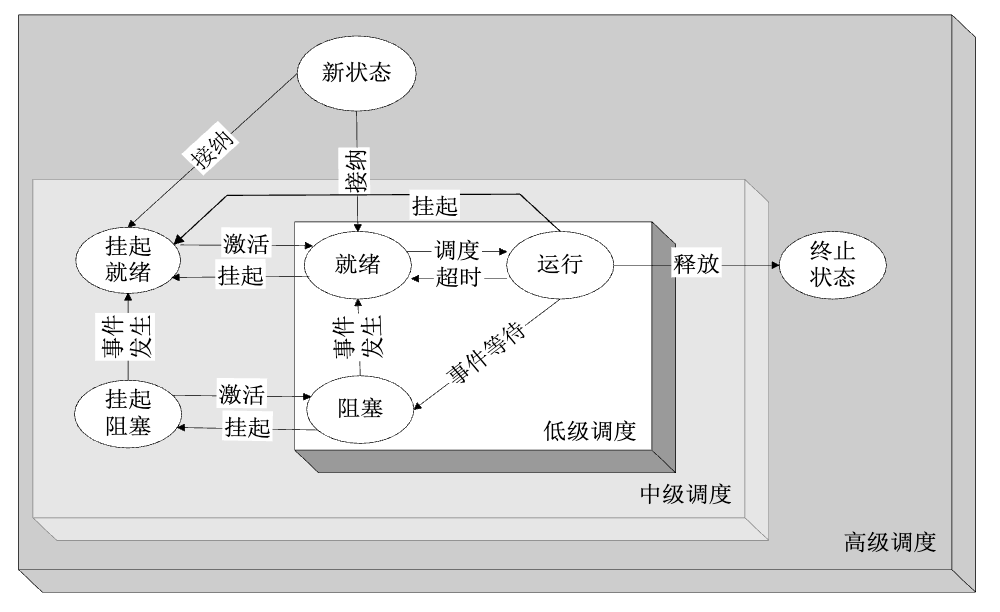 新状态
接纳
接纳
挂起
挂起
就绪
激活
挂起
就绪
调度
超时
运行
释放
终止
状态
事件
发生
事件
发生
事件等待
挂起
阻塞
激活
挂起
阻塞
低级调度
中级调度
高级调度